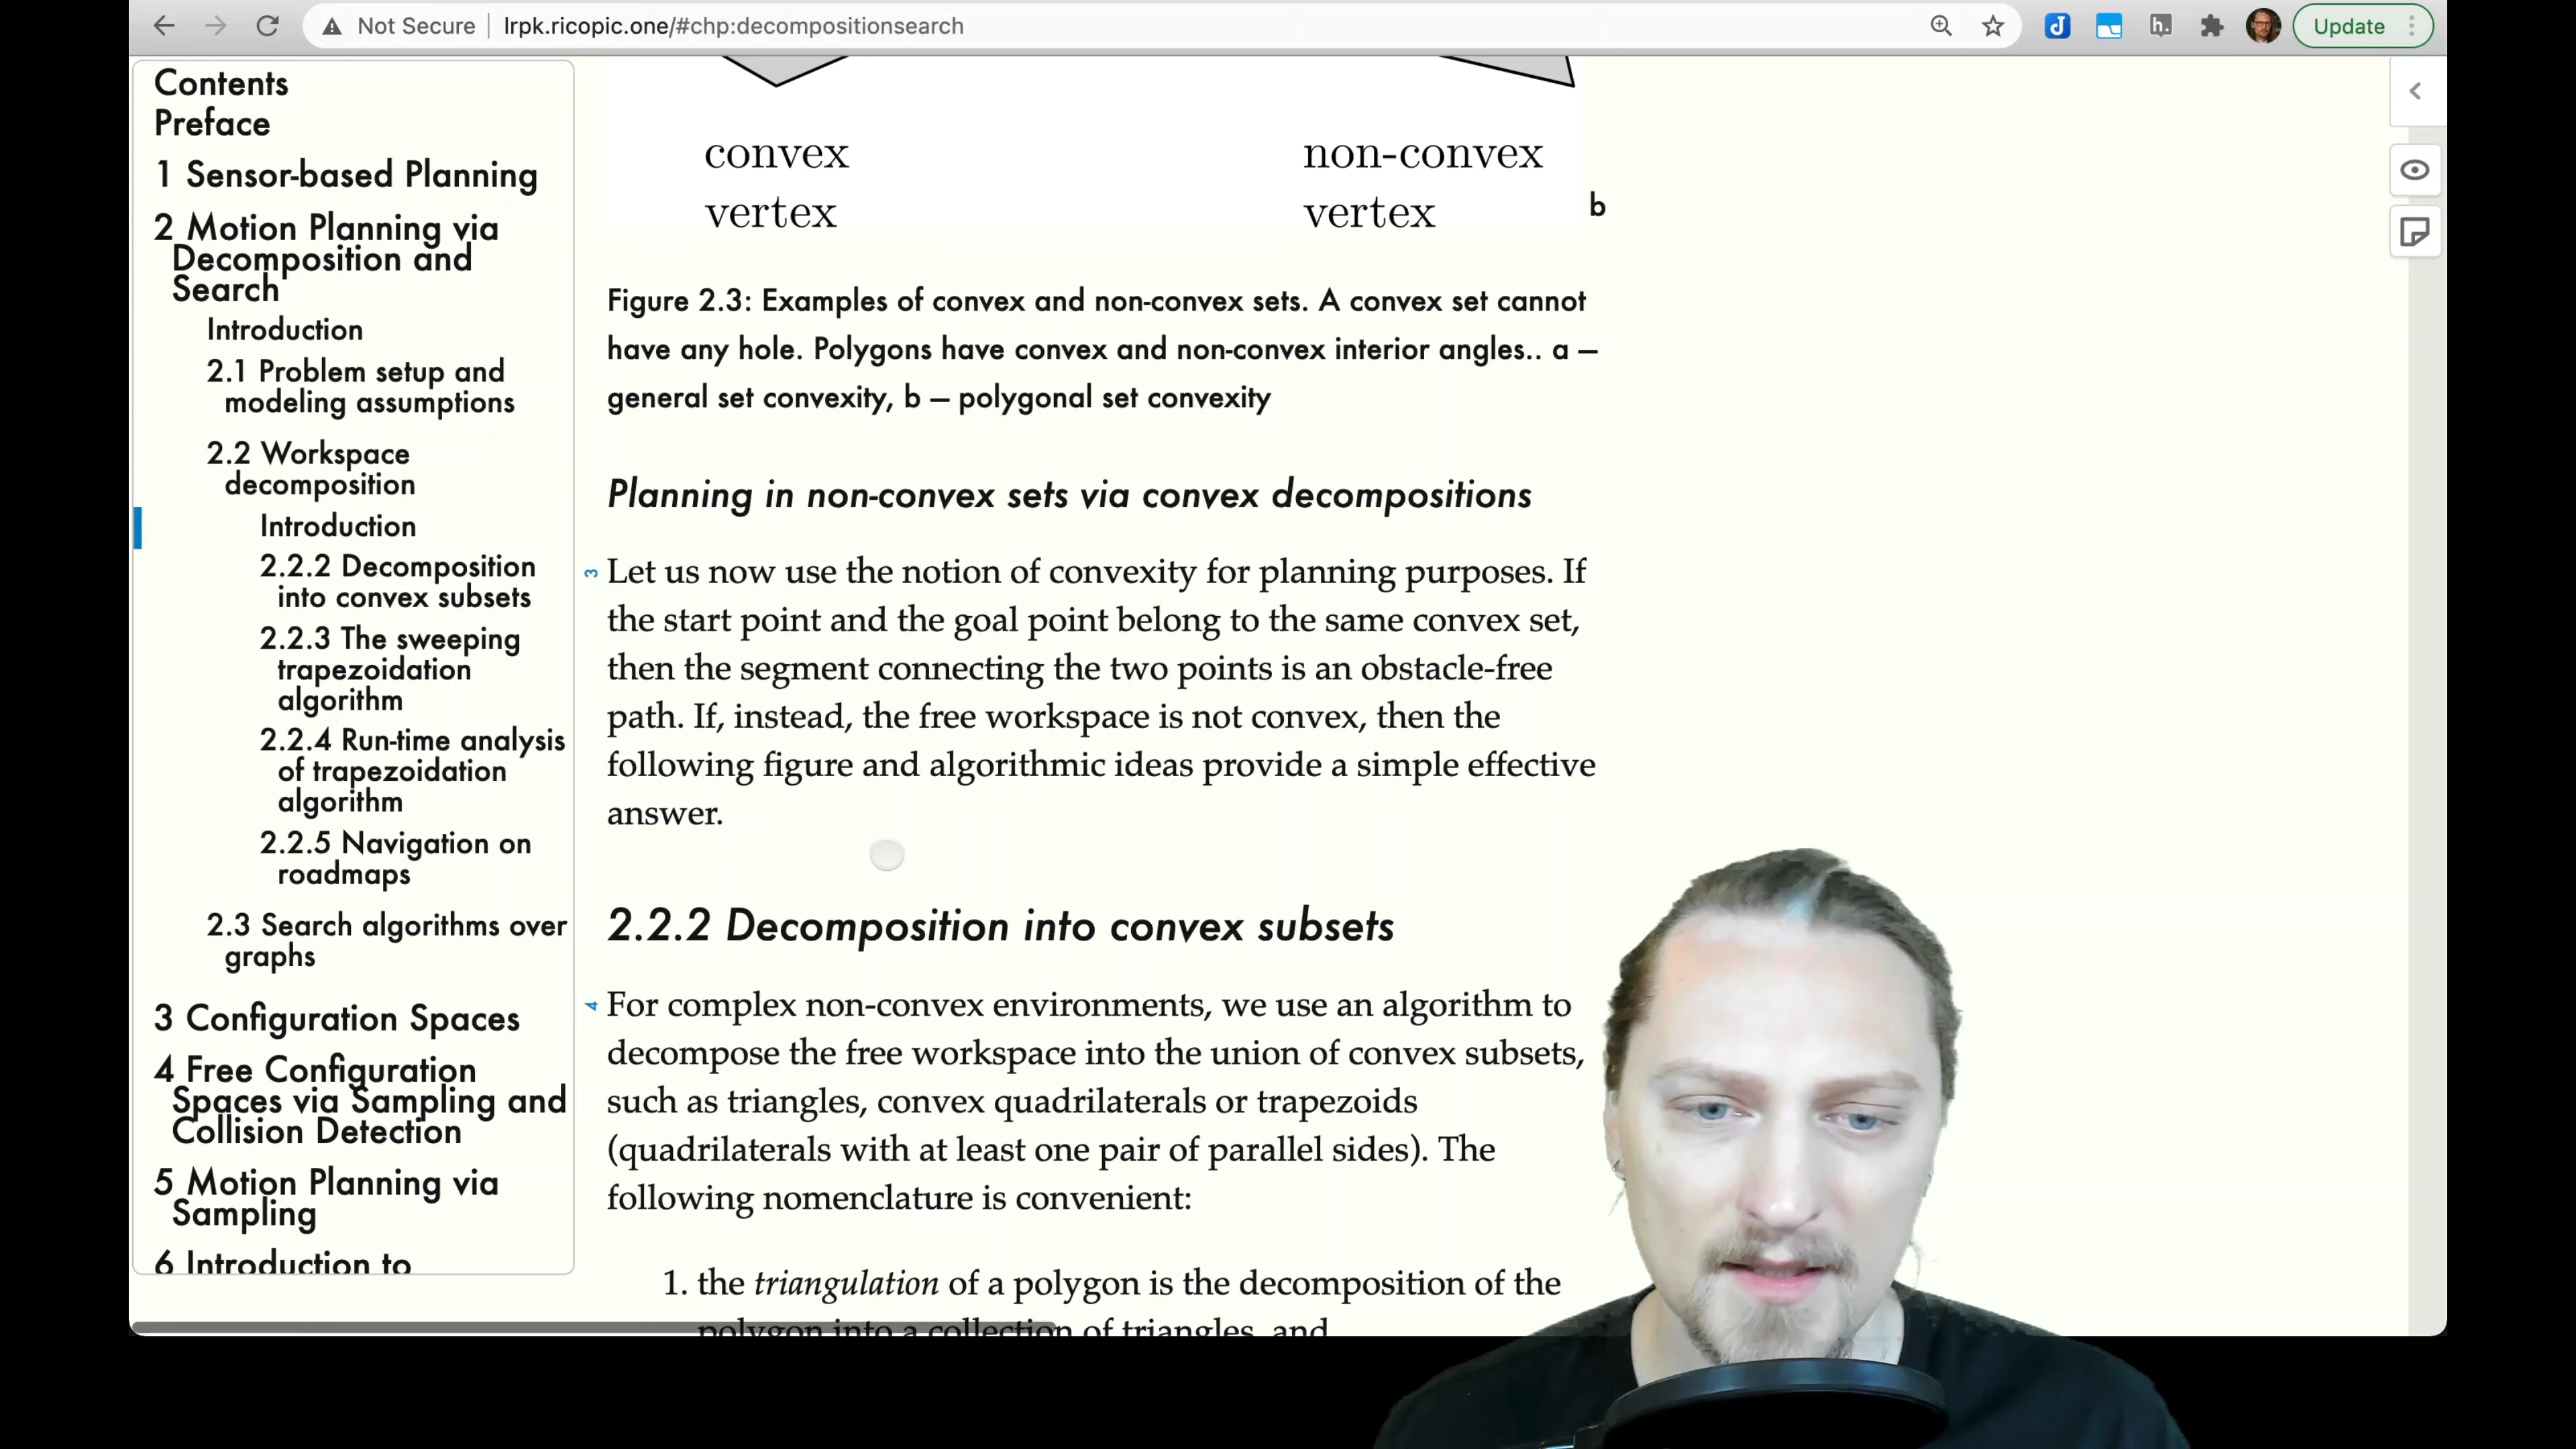 Not Secure
lrpk.ricopic.one/#chp:decompositionsearch
Update
Contents
Preface
1 Sensor-based Planning
2 Motion Planning via
Decomposition and
Search
Introduction
2.1 Problem setup and
modeling assumptions
2.2 Workspace
decomposition
Introduction
2.2.2 Decomposition
into convex subsets
2.2.3 The sweeping
trapezoidation
algorithm
2.2.4 Run-time analysis
of trapezoidation
algorithm
2.2.5 Navigation on
roadmaps
2.3 Search algorithms over
graphs
3 Configuration Spaces
4 Free Configuration
Spaces via Sampling and
Collision Detection
5 Motion Planning via
Sampling
6 Introduction to
convex
vertex
non-convex
vertex
b
Figure 2.3: Examples of convex and non-convex sets. A convex set cannot
have any hole. Polygons have convex and non-convex interior angles.. a —
general set convexity, b — polygonal set convexity
Planning in non-convex sets via convex decompositions
3
Let us now use the notion of convexity for planning purposes. If
the start point and the goal point belong to the same convex set,
then the segment connecting the two points is an obstacle-free
path. If, instead, the free workspace is not convex, then the
following figure and algorithmic ideas provide a simple effective
answer.
2.2.2 Decomposition into convex subsets
4
For complex non-convex environments, we use an algorithm to
decompose the free workspace into the union of convex subsets,
such as triangles, convex quadrilaterals or trapezoids
(quadrilaterals with at least one pair of parallel sides). The
following nomenclature is convenient:
1. the triangulation of a polygon is the decomposition of the
polygon into a collection of triangles, and